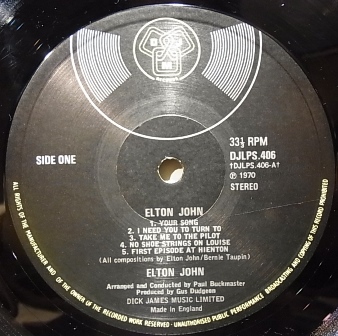 33⅓ RPM
SIDE ONE
DJLPS.406
†DJLPS.406-A†
℗ 1970
STEREO
ELTON JOHN
1. YOUR SONG
2. I NEED YOU TO TURN TO
3. TAKE ME TO THE PILOT
4. NO SHOE STRINGS ON LOUISE
5. FIRST EPISODE AT HIENTON
(All compositions by Elton John/Bernie Taupin)
ELTON JOHN
Arranged and Conducted by Paul Buckmaster
Produced by Gus Dudgeon
DICK JAMES MUSIC LIMITED
Made in England
ALL RIGHTS OF THE MANUFACTURER AND OF THE OWNER OF THE RECORDED WORK RESERVED · UNAUTHORISED PUBLIC PERFORMANCE BROADCASTING AND COPYING OF THIS RECORD PROHIBITED